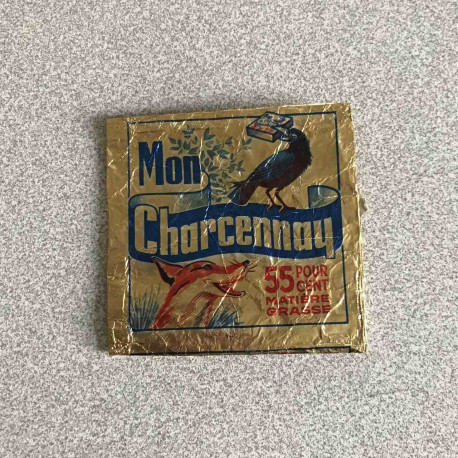 Mon
Charcennay
55 POUR
CENT
MATIÈRE
GRASSE